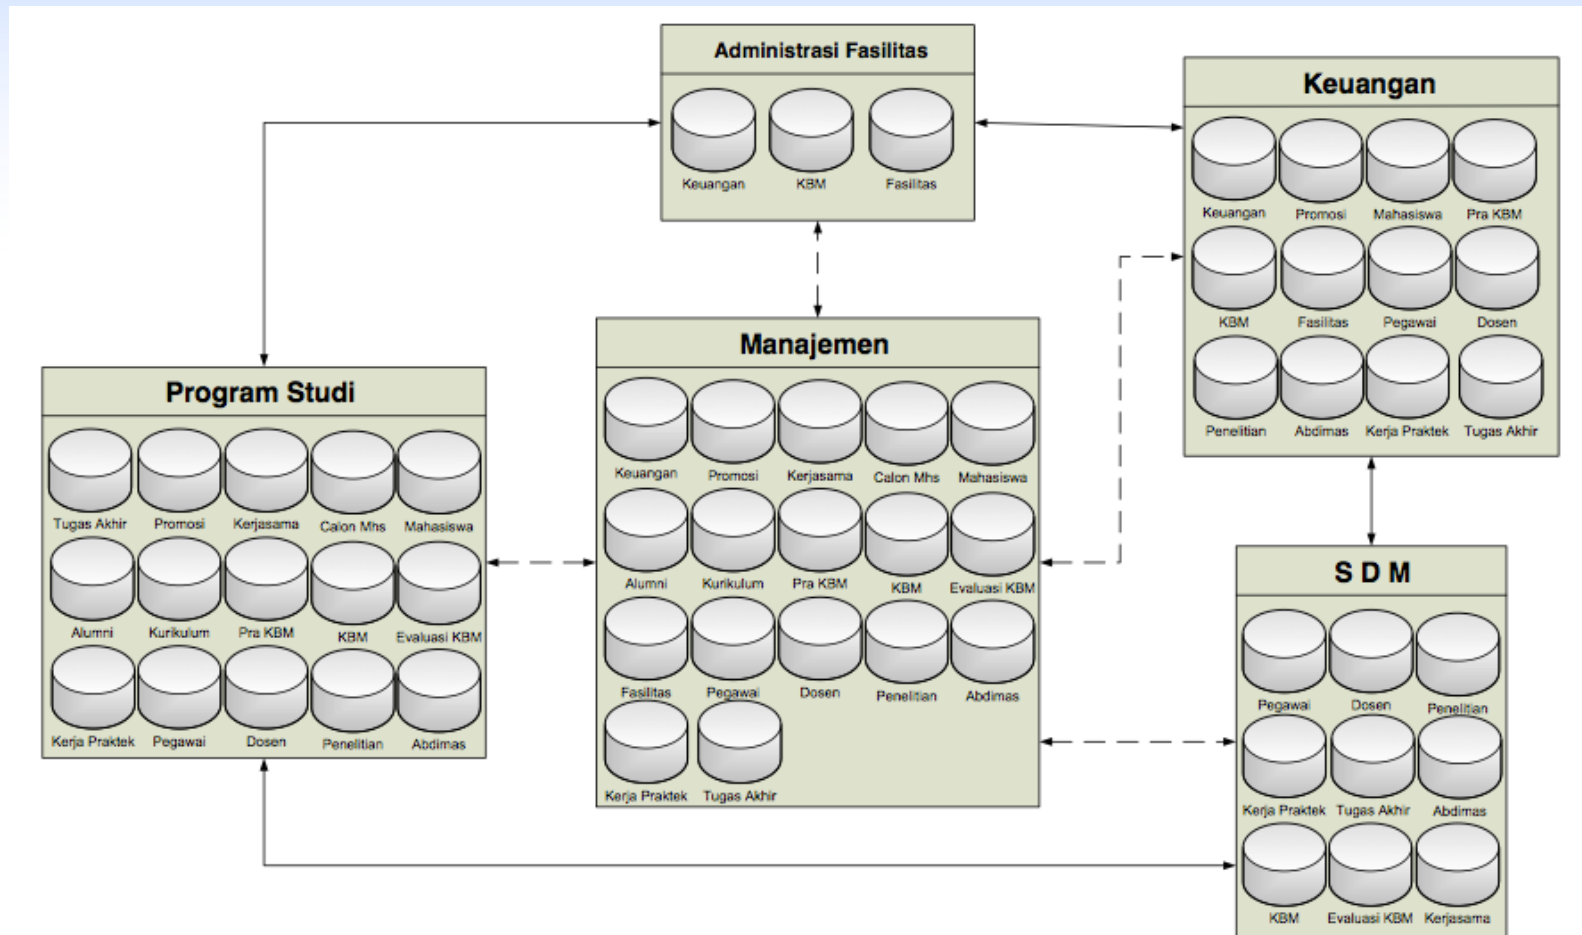 Administrasi Fasilitas
Keuangan KBM Fasilitas
Keuangan
Keuangan Promosi Mahasiswa Pra KBM
KBM Fasilitas Pegawai Dosen
Penelitian Abdimas Kerja Praktek Tugas Akhir
Manajemen
Keuangan Promosi Kerjasama Calon Mhs Mahasiswa
Alumni Kurikulum Pra KBM KBM Evaluasi KBM
Fasilitas Pegawai Dosen Penelitian Abdimas
Kerja Praktek Tugas Akhir
Program Studi
Tugas Akhir Promosi Kerjasama Calon Mhs Mahasiswa
Alumni Kurikulum Pra KBM KBM Evaluasi KBM
Kerja Praktek Pegawai Dosen Penelitian Abdimas
S D M
Pegawai Dosen Penelitian
Kerja Praktek Tugas Akhir Abdimas
KBM Evaluasi KBM Kerjasama